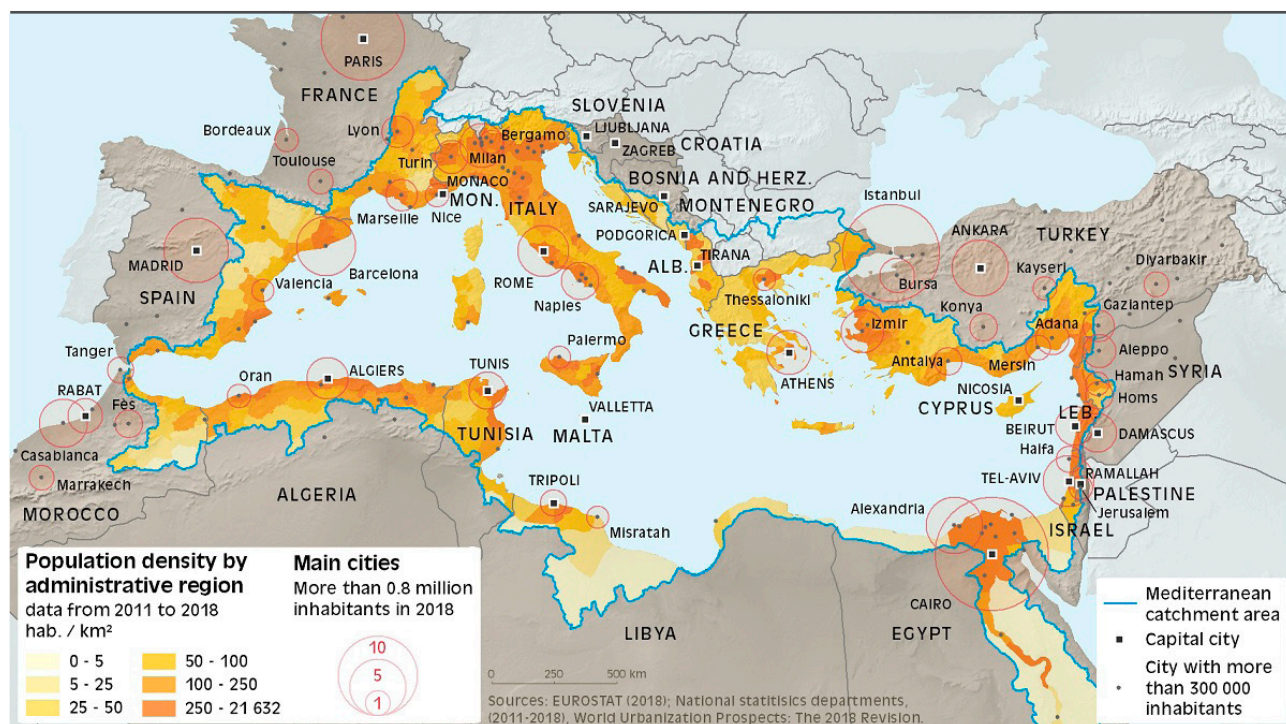 PARIS
FRANCE
SLOVENIA
Bordeaux
Lyon
Bergamo
LJUBLJANA
ZAGREB
CROATIA
Toulouse
Turin
Milan
BOSNIA AND HERZ.
MONACO
MON.
ITALY
SARAJEVO
MONTENEGRO
Istanbul
Marseille
Nice
PODGORICA
ANKARA
TURKEY
MADRID
Barcelona
ROME
TIRANA
ALB.
Bursa
Kayseri
Diyarbakir
SPAIN
Valencia
Naples
Thessaloniki
Konya
Gaziantep
GREECE
Izmir
Adana
Tanger
Palermo
Antalya
Mersin
Aleppo
RABAT
Oran
ALGIERS
TUNIS
ATHENS
NICOSIA
Hamah
SYRIA
Fès
VALLETTA
CYPRUS
LEB.
Homs
TUNISIA
MALTA
BEIRUT
DAMASCUS
Casablanca
Haifa
Marrakech
TRIPOLI
TEL-AVIV
RAMALLAH
ALGERIA
PALESTINE
MOROCCO
Misratah
Alexandria
Jerusalem
ISRAEL
CAIRO
LIBYA
EGYPT
Population density by
administrative region
data from 2011 to 2018
hab. / km²
0 - 5
5 - 25
25 - 50
50 - 100
100 - 250
250 - 21 632
Main cities
More than 0.8 million
inhabitants in 2018
10
5
1
0 250 500 km
Sources: EUROSTAT (2018); National statitisics departments,
(2011-2018), World Urbanization Prospects: The 2018 Revision.
Mediterranean
catchment area
Capital city
City with more
than 300 000
inhabitants